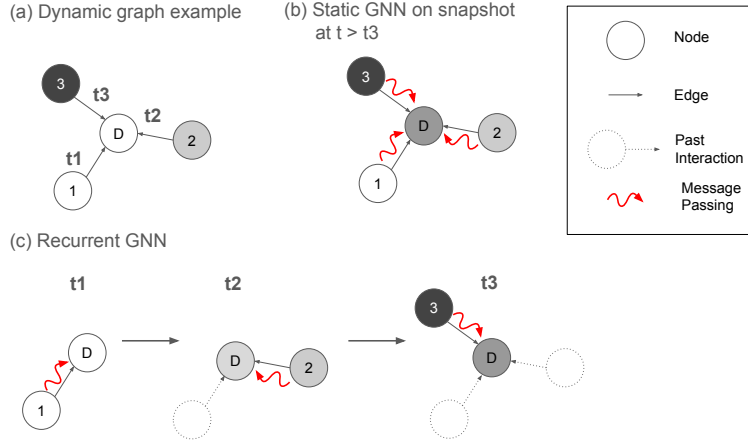 (a) Dynamic graph example
3
t3
t2
D
2
t1
1
(b) Static GNN on snapshot
at t > t3
3
D
2
1
Node
Edge
Past
Interaction
Message
Passing
(c) Recurrent GNN
t1
D
1
t2
D
2
t3
3
D